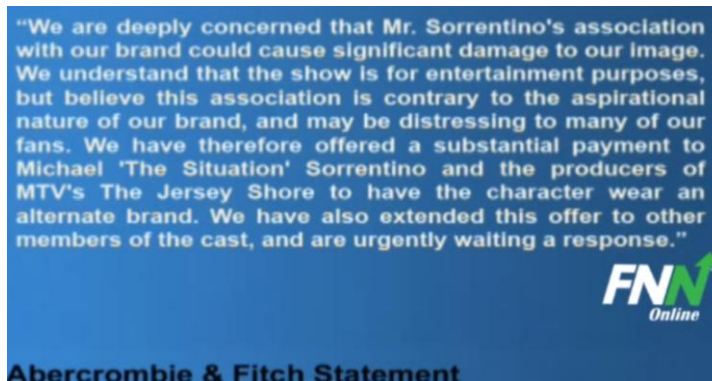 “We are deeply concerned that Mr. Sorrentino's association
with our brand could cause significant damage to our image.
We understand that the show is for entertainment purposes,
but believe this association is contrary to the aspirational
nature of our brand, and may be distressing to many of our
fans. We have therefore offered a substantial payment to
Michael 'The Situation' Sorrentino and the producers of
MTV's The Jersey Shore to have the character wear an
alternate brand. We have also extended this offer to other
members of the cast, and are urgently waiting a response.”
FNN
Online
Abercrombie & Fitch Statement